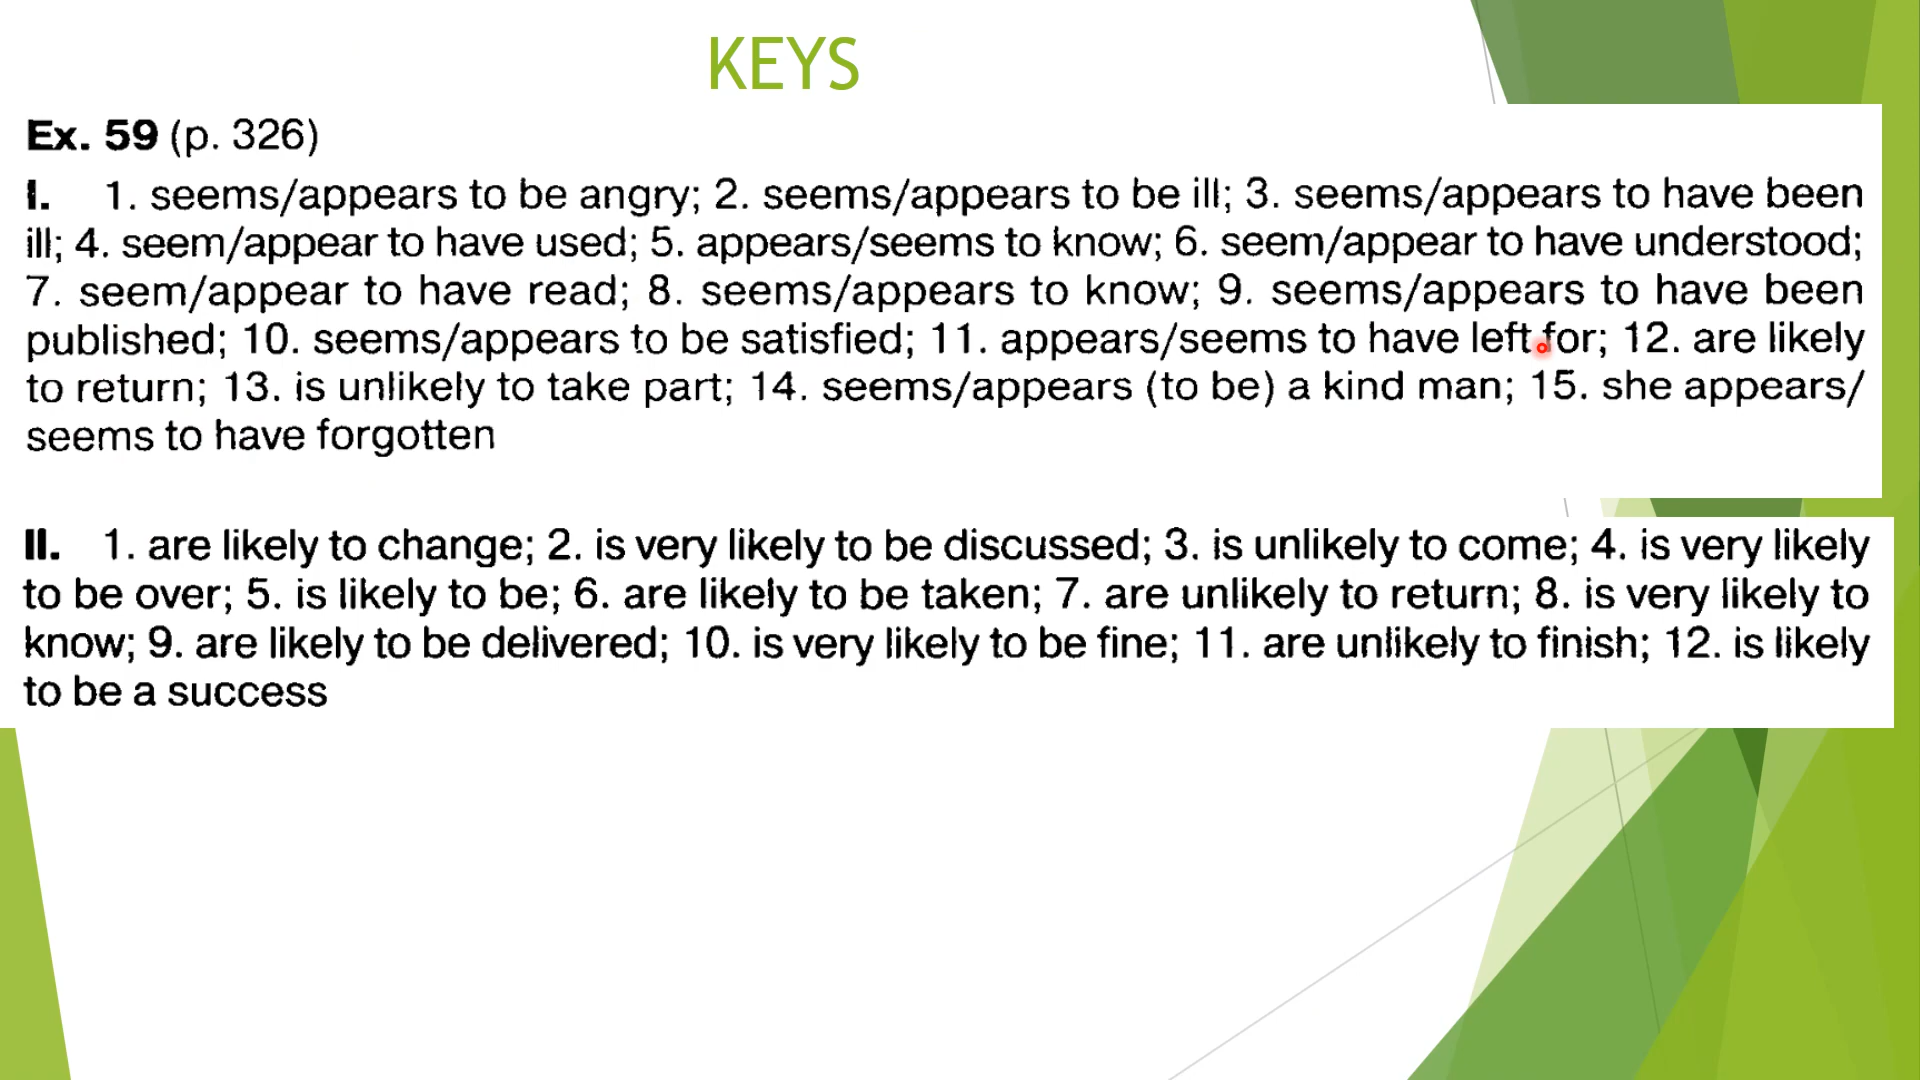 KEYS
Ex. 59 (p. 326)
I. 1. seems/appears to be angry; 2. seems/appears to be ill; 3. seems/appears to have been
ill; 4. seem/appear to have used; 5. appears/seems to know; 6. seem/appear to have understood;
7. seem/appear to have read; 8. seems/appears to know; 9. seems/appears to have been
published; 10. seems/appears to be satisfied; 11. appears/seems to have left for; 12. are likely
to return; 13. is unlikely to take part; 14. seems/appears (to be) a kind man; 15. she appears/
seems to have forgotten
II. 1. are likely to change; 2. is very likely to be discussed; 3. is unlikely to come; 4. is very likely
to be over; 5. is likely to be; 6. are likely to be taken; 7. are unlikely to return; 8. is very likely to
know; 9. are likely to be delivered; 10. is very likely to be fine; 11. are unlikely to finish; 12. is likely
to be a success